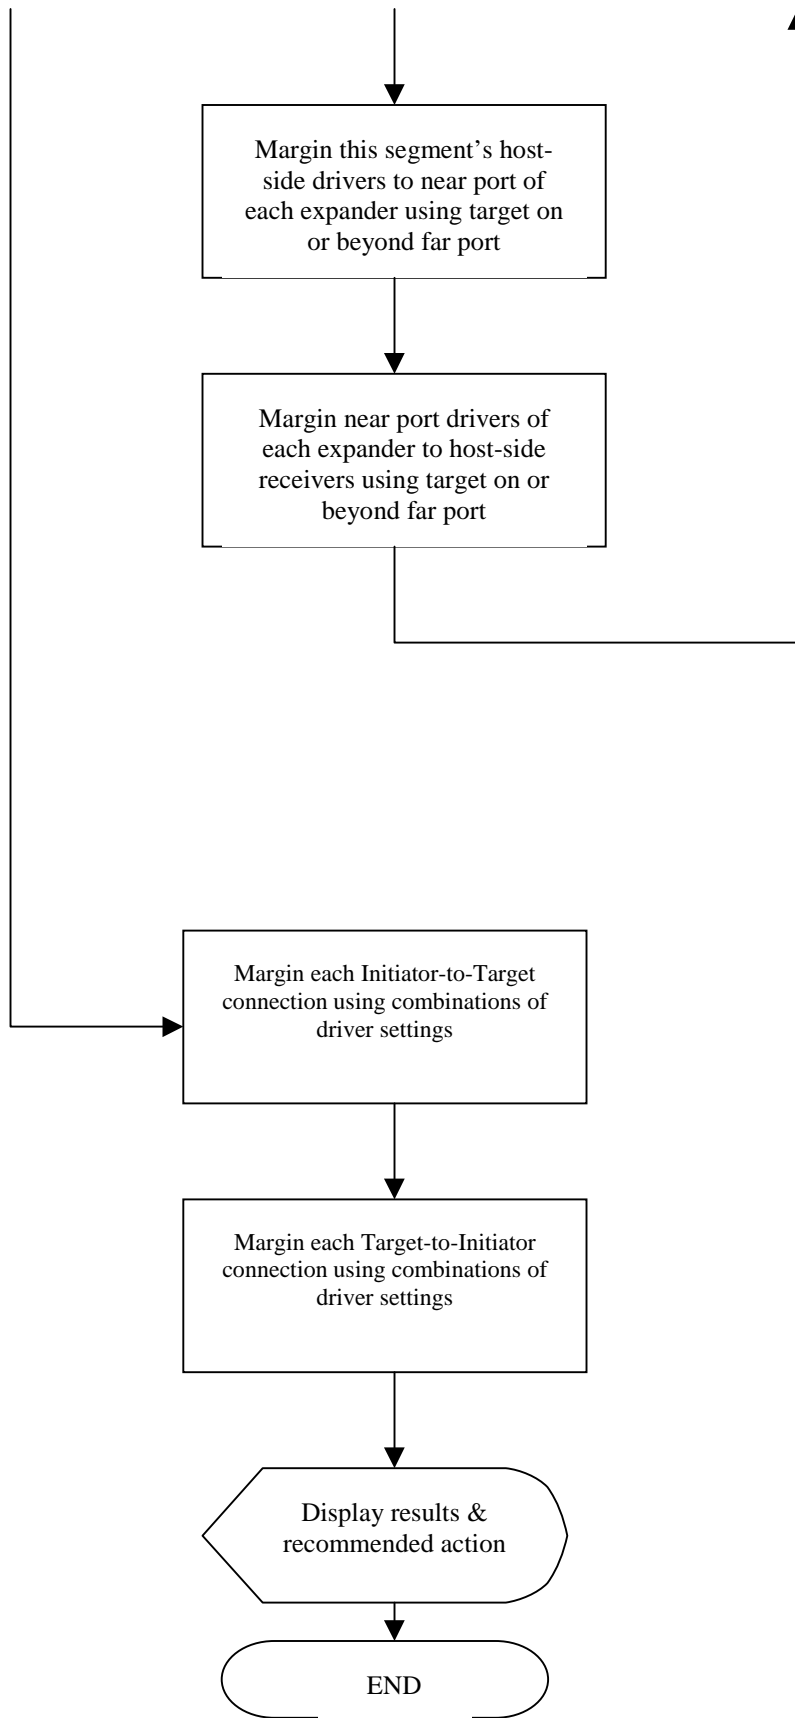 Margin this segment’s host-
side drivers to near port of
each expander using target on
or beyond far port
Margin near port drivers of
each expander to host-side
receivers using target on or
beyond far port
Margin each Initiator-to-Target
connection using combinations of
driver settings
Margin each Target-to-Initiator
connection using combinations of
driver settings
Display results &
recommended action
END